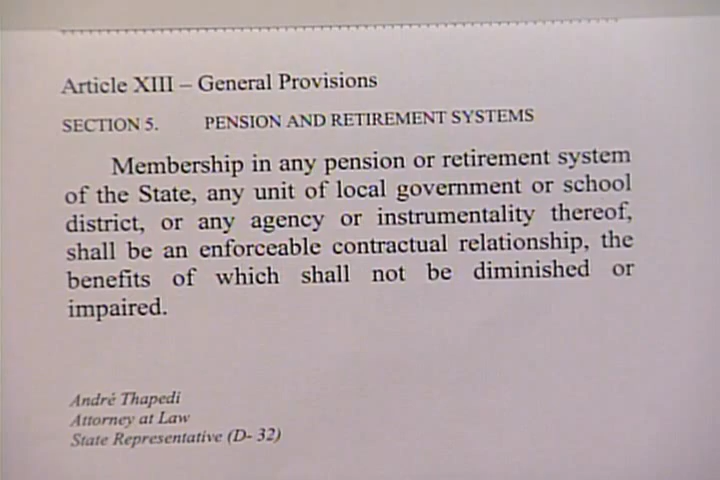 Article XIII – General Provisions
SECTION 5. PENSION AND RETIREMENT SYSTEMS
Membership in any pension or retirement system
of the State, any unit of local government or school
district, or any agency or instrumentality thereof,
shall be an enforceable contractual relationship, the
benefits of which shall not be diminished or
impaired.
André Thapedi
Attorney at Law
State Representative (D- 32)